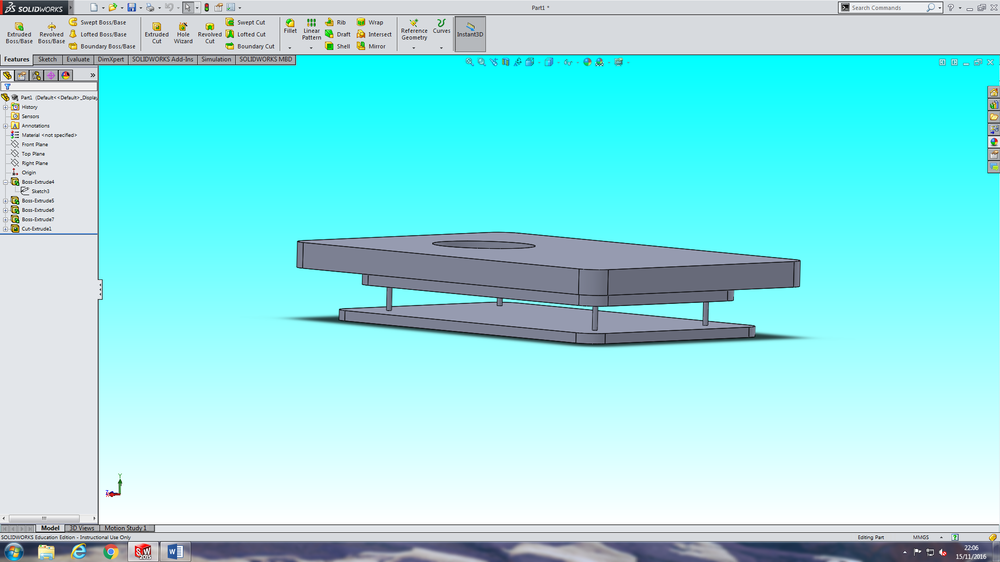 SOLIDWORKS
Part1 *
Search Commands
Extruded Boss/Base
Revolved Boss/Base
Swept Boss/Base
Lofted Boss/Base
Boundary Boss/Base
Extruded Cut
Hole Wizard
Revolved Cut
Swept Cut
Lofted Cut
Boundary Cut
Fillet
Linear Pattern
Rib
Draft
Shell
Wrap
Intersect
Mirror
Reference Geometry
Curves
Instant3D
Features
Sketch
Evaluate
DimXpert
SOLIDWORKS Add-Ins
Simulation
SOLIDWORKS MBD
Part1 (Default<<Default>_Display
History
Sensors
Annotations
Material <not specified>
Front Plane
Top Plane
Right Plane
Origin
Boss-Extrude4
Sketch3
Boss-Extrude5
Boss-Extrude6
Boss-Extrude7
Cut-Extrude1
Y
Model
3D Views
Motion Study 1
SOLIDWORKS Education Edition - Instructional Use Only
Editing Part
MMGS
SW
2015
W
22:06
15/11/2016